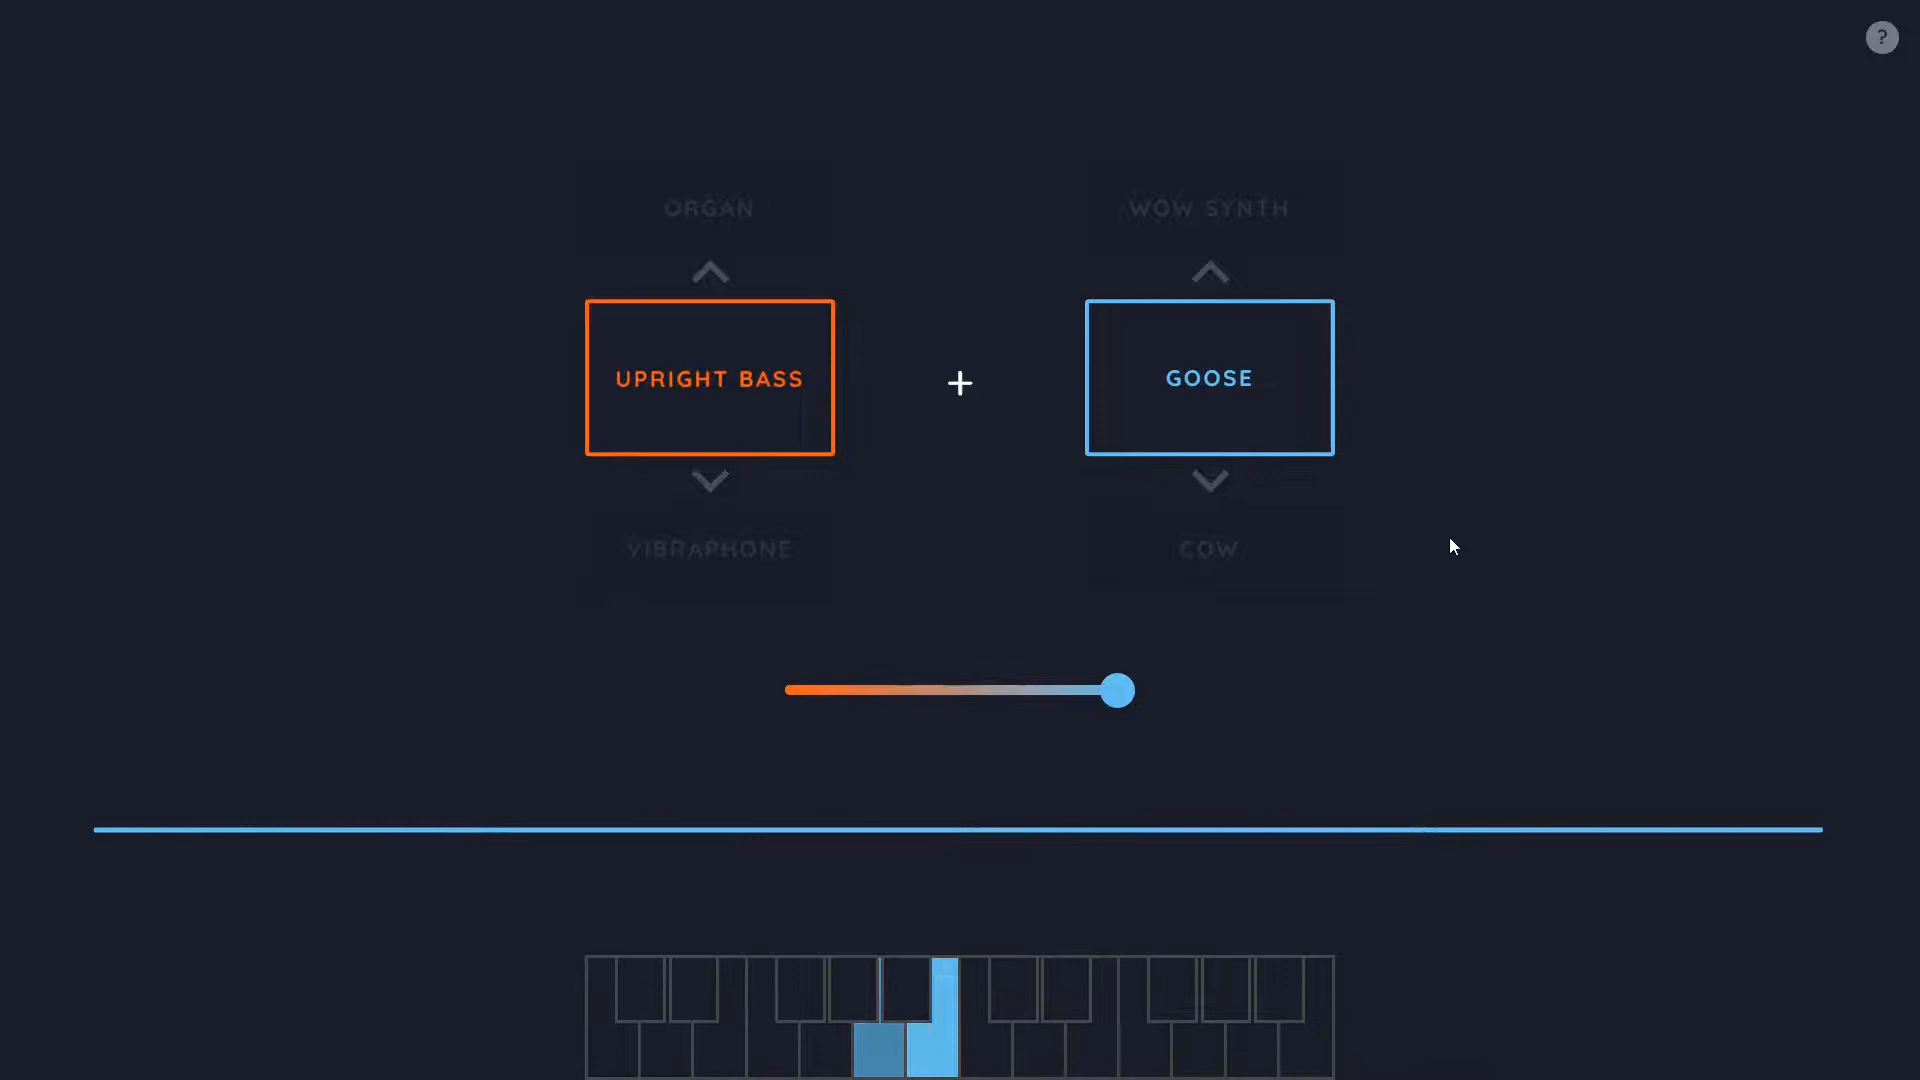 ?
ORGAN
WOW SYNTH
UPRIGHT BASS
+
GOOSE
VIBRAPHONE
COW